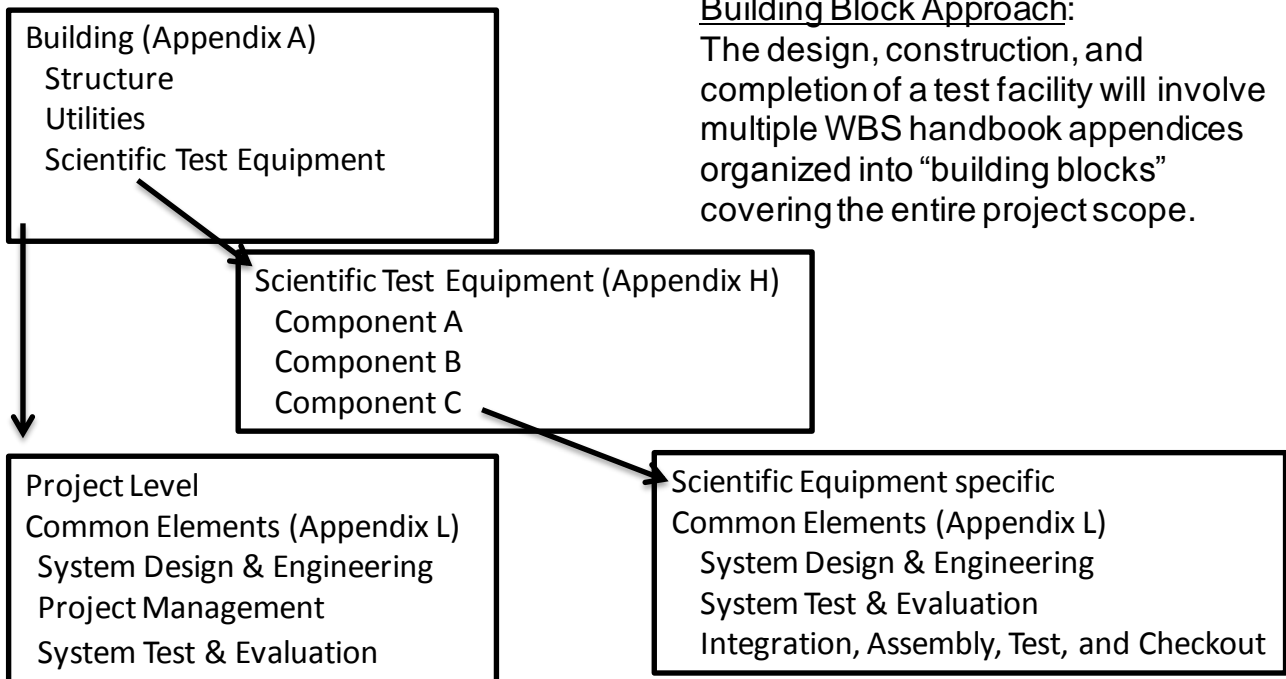 Building Block Approach:
The design, construction, and
completion of a test facility will involve
multiple WBS handbook appendices
organized into “building blocks”
covering the entire project scope.
Building (Appendix A)
Structure
Utilities
Scientific Test Equipment
Scientific Test Equipment (Appendix H)
Component A
Component B
Component C
Project Level
Common Elements (Appendix L)
System Design & Engineering
Project Management
System Test & Evaluation
Scientific Equipment specific
Common Elements (Appendix L)
System Design & Engineering
System Test & Evaluation
Integration, Assembly, Test, and Checkout